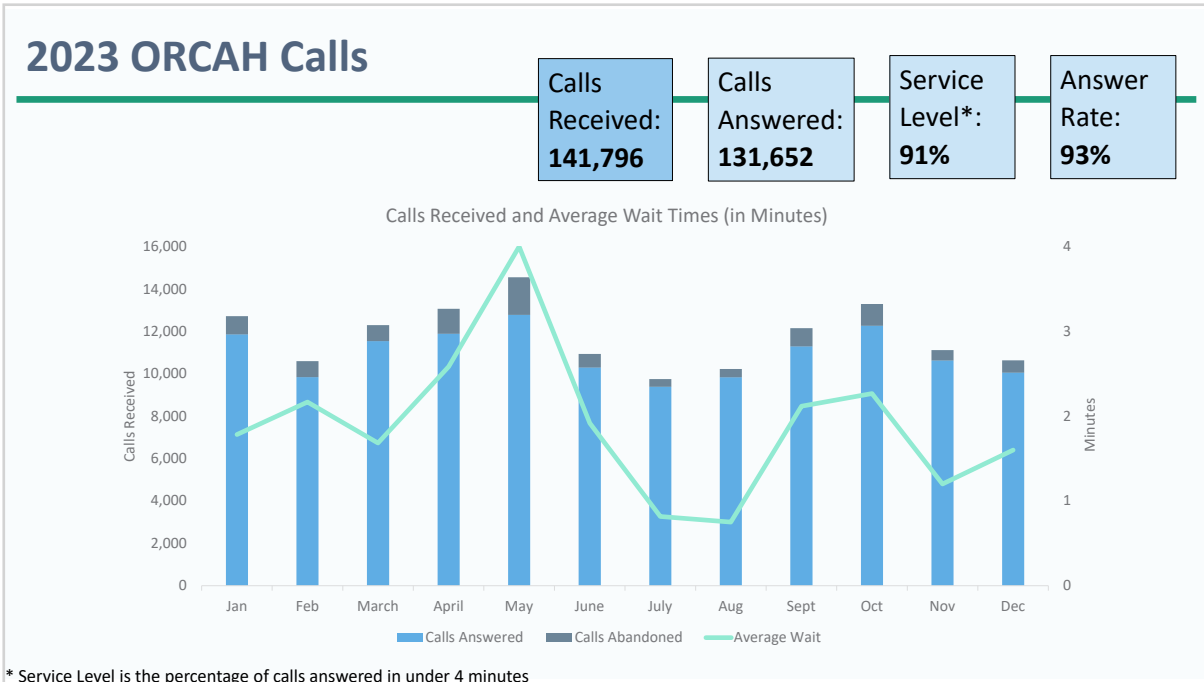 2023 ORCAH Calls
Calls
Received:
141,796
Calls
Answered:
131,652
Service
Level*:
91%
Answer
Rate:
93%
Calls Received and Average Wait Times (in Minutes)
16,000
14,000
12,000
10,000
8,000
6,000
4,000
2,000
0
Calls Received
4
3
2
1
0
Minutes
Jan Feb March April May June July Aug Sept Oct Nov Dec
Calls Answered Calls Abandoned Average Wait
* Service Level is the percentage of calls answered in under 4 minutes